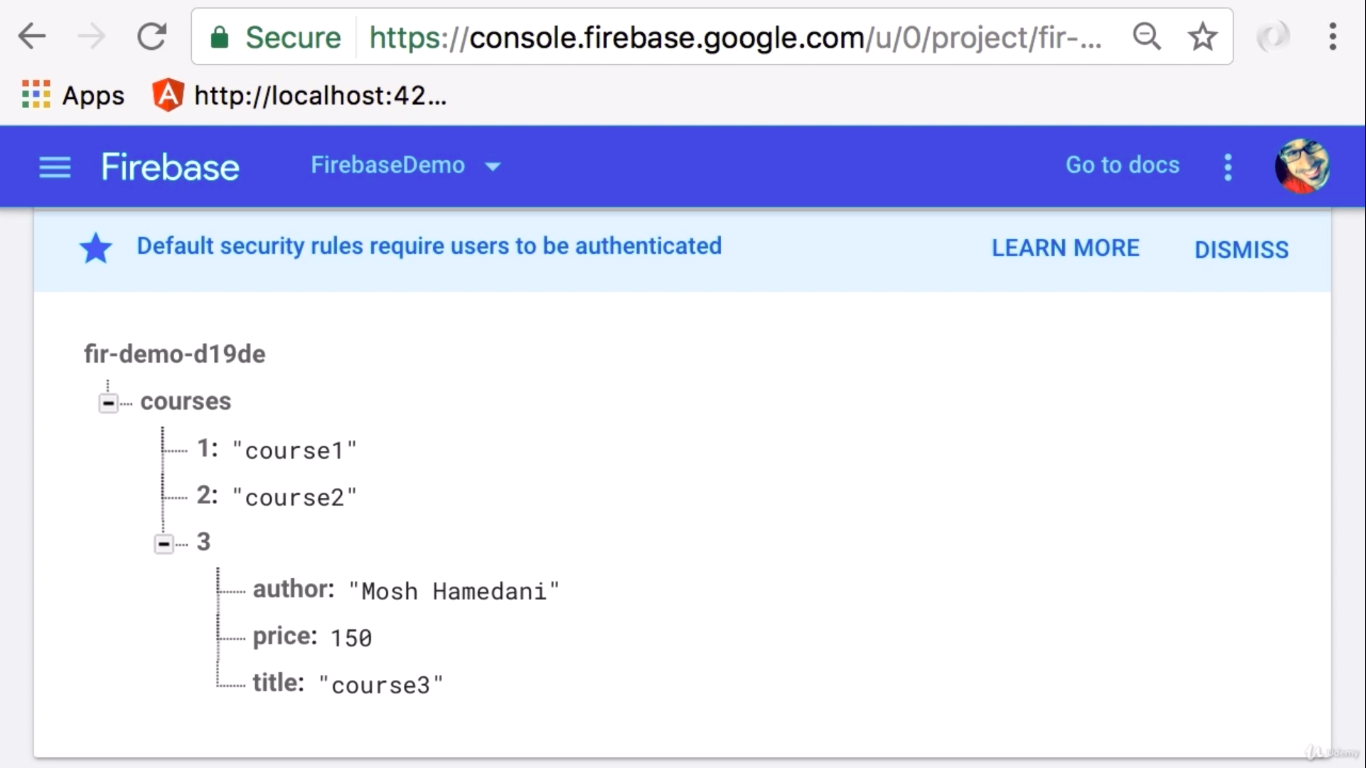 Secure https://console.firebase.google.com/u/0/project/fir-...
Apps http://localhost:42...
Firebase FirebaseDemo Go to docs
Default security rules require users to be authenticated LEARN MORE DISMISS
fir-demo-d19de
courses
1: "course1"
2: "course2"
3
author: "Mosh Hamedani"
price: 150
title: "course3"
Udemy